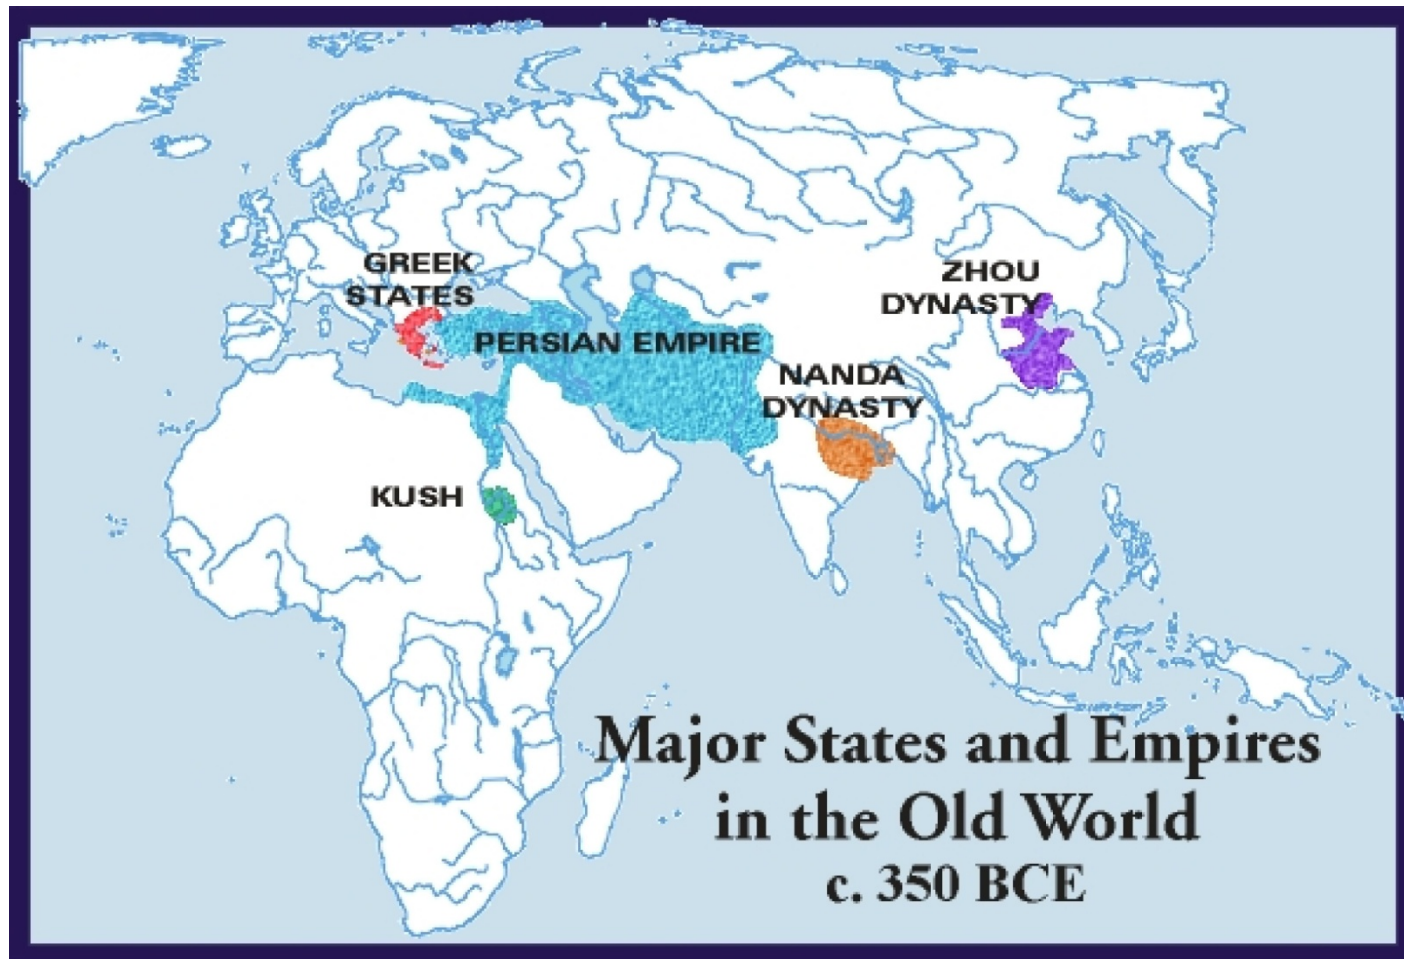 GREEK
STATES
ZHOU
DYNASTY
PERSIAN EMPIRE
NANDA
DYNASTY
KUSH
Major States and Empires
in the Old World
c. 350 BCE